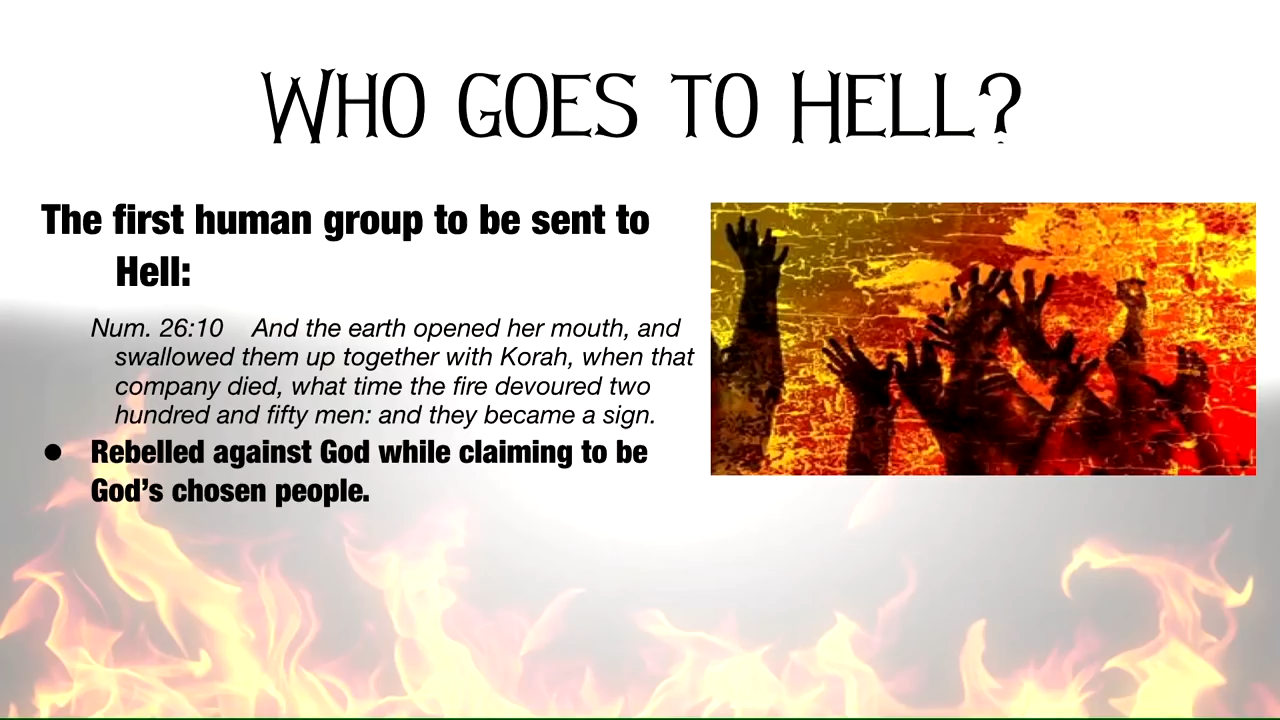 WHO GOES TO HELL?
The first human group to be sent to
Hell:
Num. 26:10 And the earth opened her mouth, and
swallowed them up together with Korah, when that
company died, what time the fire devoured two
hundred and fifty men: and they became a sign.
● Rebelled against God while claiming to be
God's chosen people.